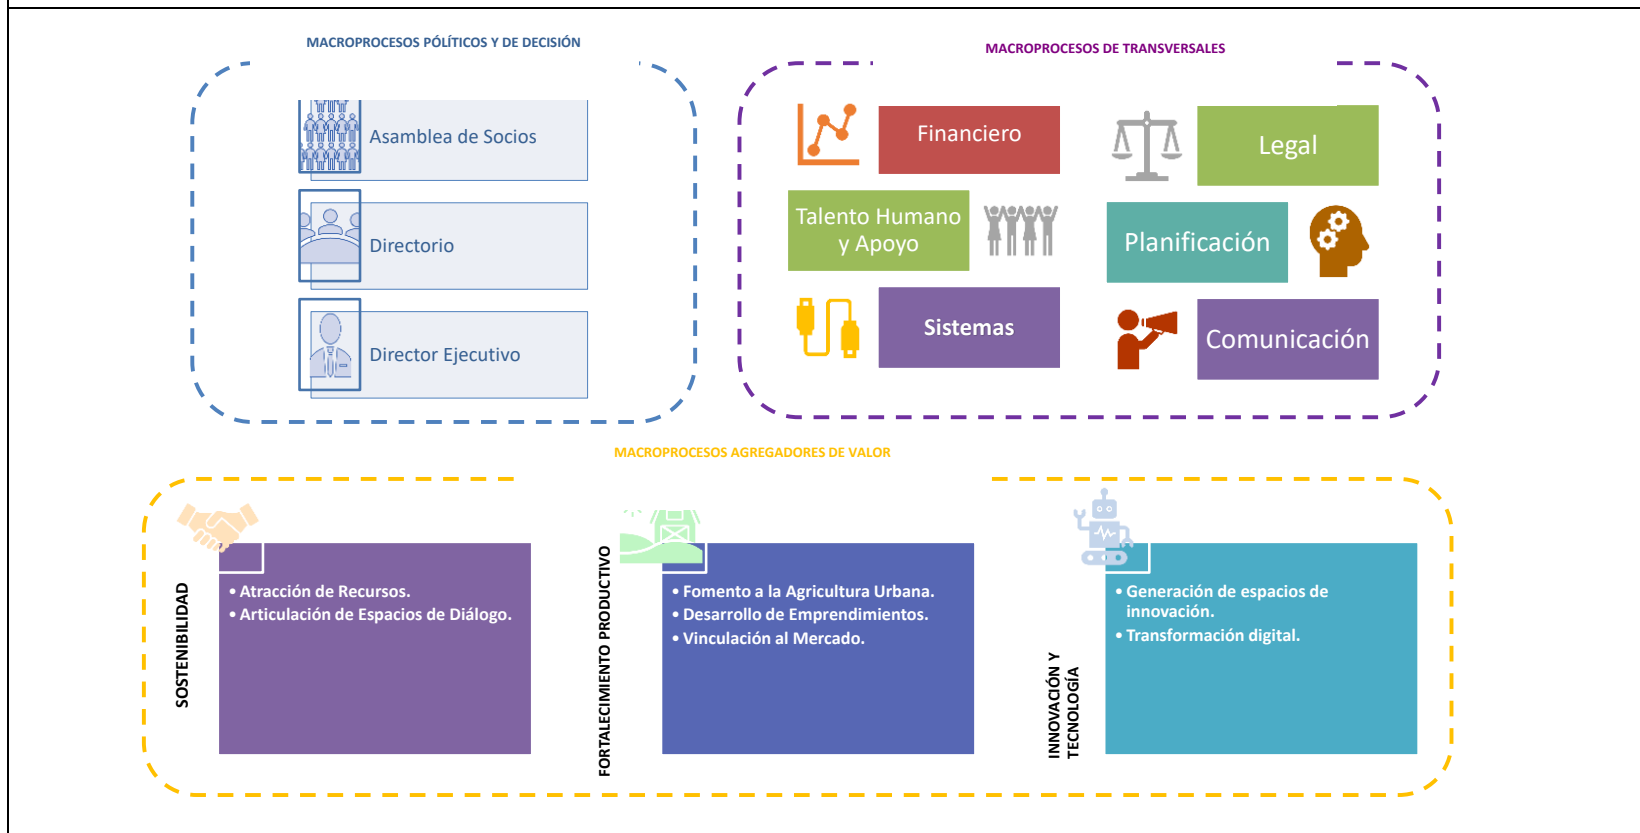 MACROPROCESOS PÓLÍTICOS Y DE DECISIÓN
Asamblea de Socios
Directorio
Director Ejecutivo
MACROPROCESOS DE TRANSVERSALES
Financiero
Legal
Talento Humano
y Apoyo
Planificación
Sistemas
Comunicación
MACROPROCESOS AGREGADORES DE VALOR
SOSTENIBILIDAD
• Atracción de Recursos.
• Articulación de Espacios de Diálogo.
FORTALECIMIENTO PRODUCTIVO
• Fomento a la Agricultura Urbana.
• Desarrollo de Emprendimientos.
• Vinculación al Mercado.
INNOVACIÓN Y
TECNOLOGÍA
• Generación de espacios de
innovación.
• Transformación digital.